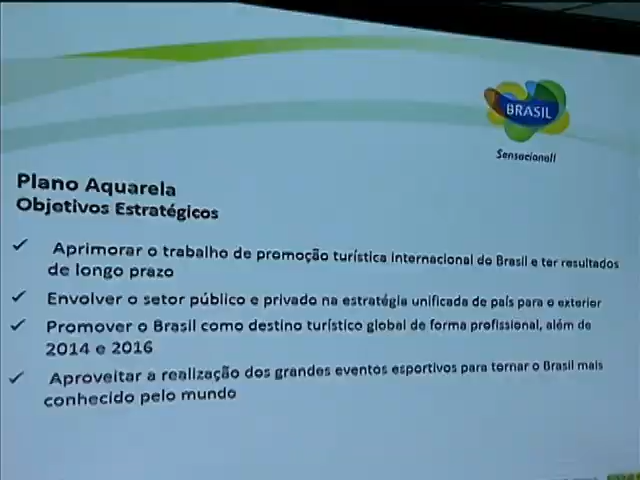 BRASIL
Sensacional!
Plano Aquarela
Objetivos Estratégicos
✓ Aprimorar o trabalho de promoção turística internacional do Brasil e ter resultados
de longo prazo
✓ Envolver o setor público e privado na estratégia unificada de país para o exterior
✓ Promover o Brasil como destino turístico global de forma profissional, além de
2014 e 2016
✓ Aproveitar a realização dos grandes eventos esportivos para tornar o Brasil mais
conhecido pelo mundo